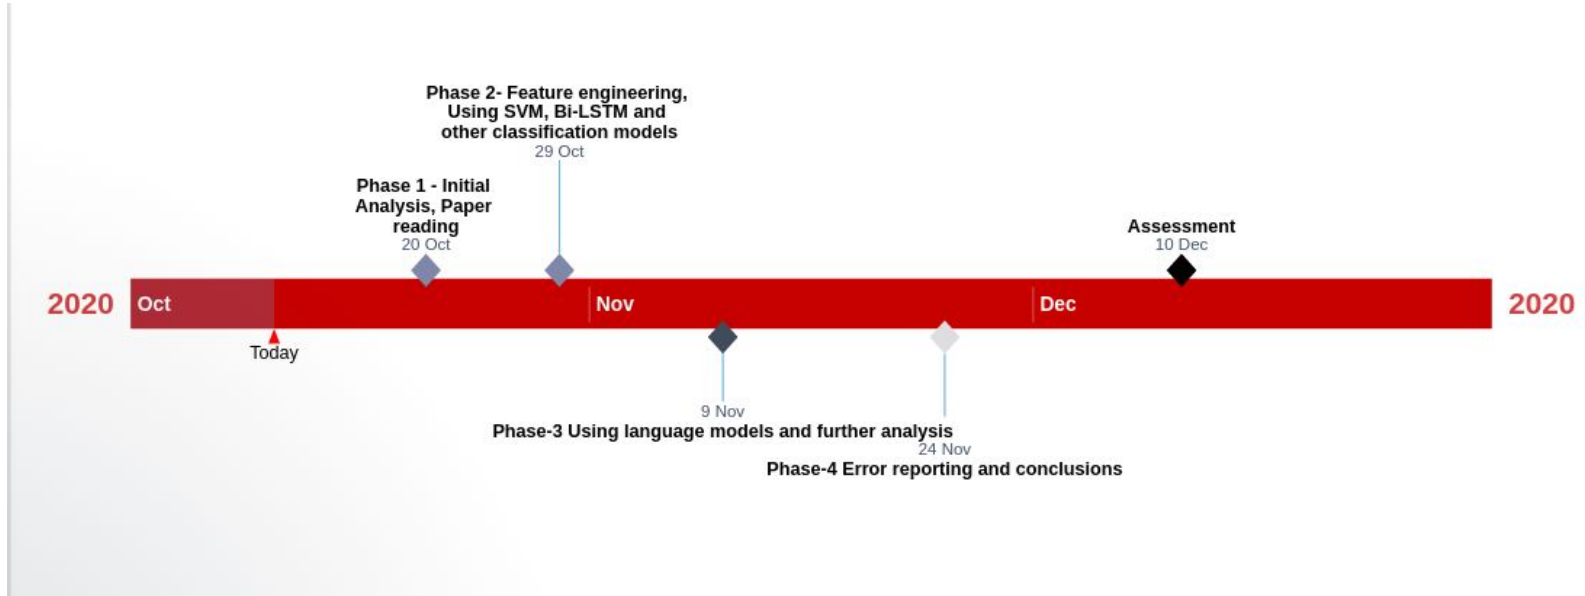 Phase 2- Feature engineering,
Using SVM, Bi-LSTM and
other classification models
29 Oct
Phase 1 - Initial
Analysis, Paper
reading
20 Oct
Assessment
10 Dec
2020
Oct
Nov
Dec
2020
Today
9 Nov
Phase-3 Using language models and further analysis
24 Nov
Phase-4 Error reporting and conclusions